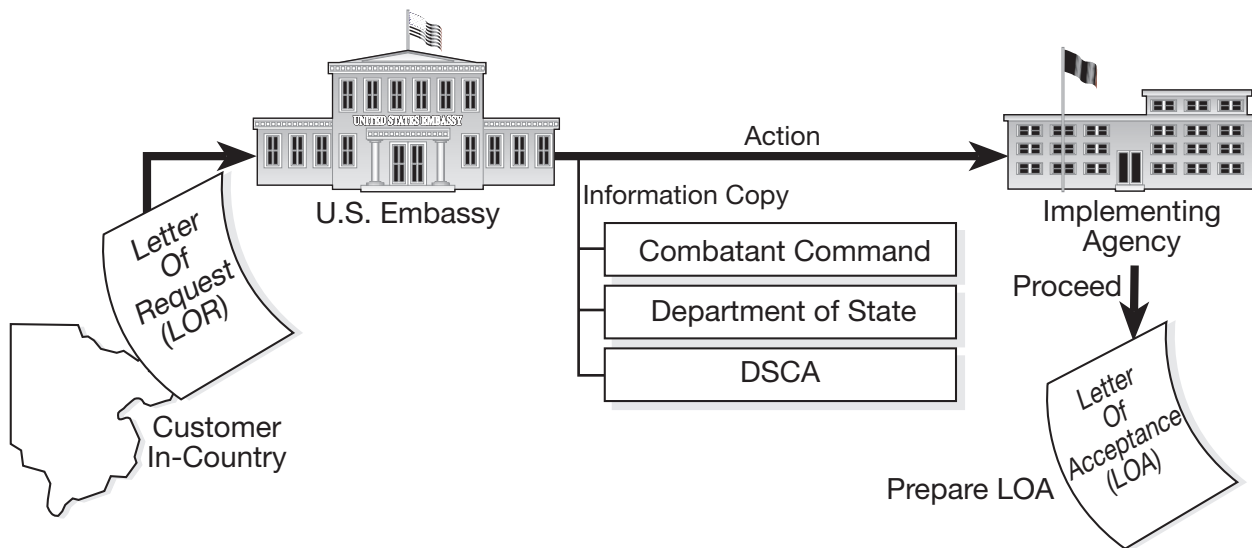 UNITED STATES EMBASSY
U.S. Embassy
Letter
Of
Request
(LOR)
Customer
In-Country
Action
Information Copy
Combatant Command
Department of State
DSCA
Implementing
Agency
Proceed
Letter
Of
Acceptance
(LOA)
Prepare LOA